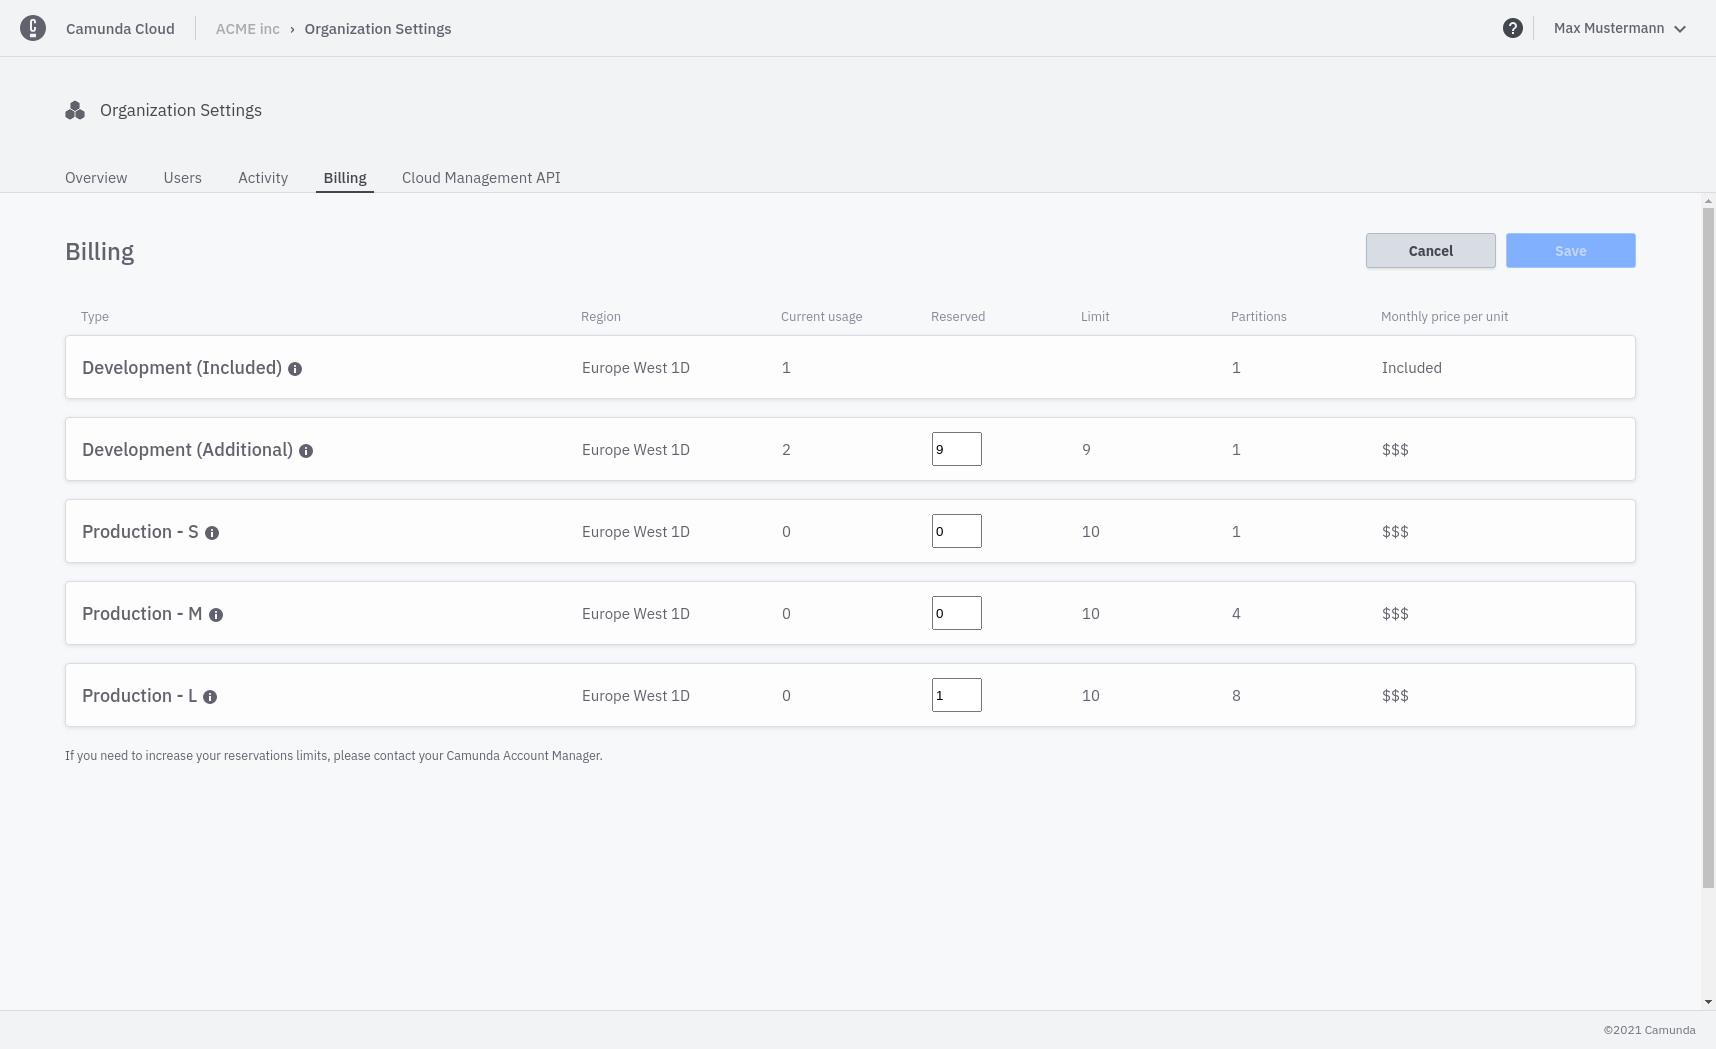 Camunda Cloud ACME inc › Organization Settings ? Max Mustermann
Organization Settings
Overview Users Activity Billing Cloud Management API
Billing Cancel Save
Type Region Current usage Reserved Limit Partitions Monthly price per unit
Development (Included) Europe West 1D 1 1 Included
Development (Additional) Europe West 1D 2 9 9 1 $$$
Production - S Europe West 1D 0 0 10 1 $$$
Production - M Europe West 1D 0 0 10 4 $$$
Production - L Europe West 1D 0 1 10 8 $$$
If you need to increase your reservations limits, please contact your Camunda Account Manager.
©2021 Camunda